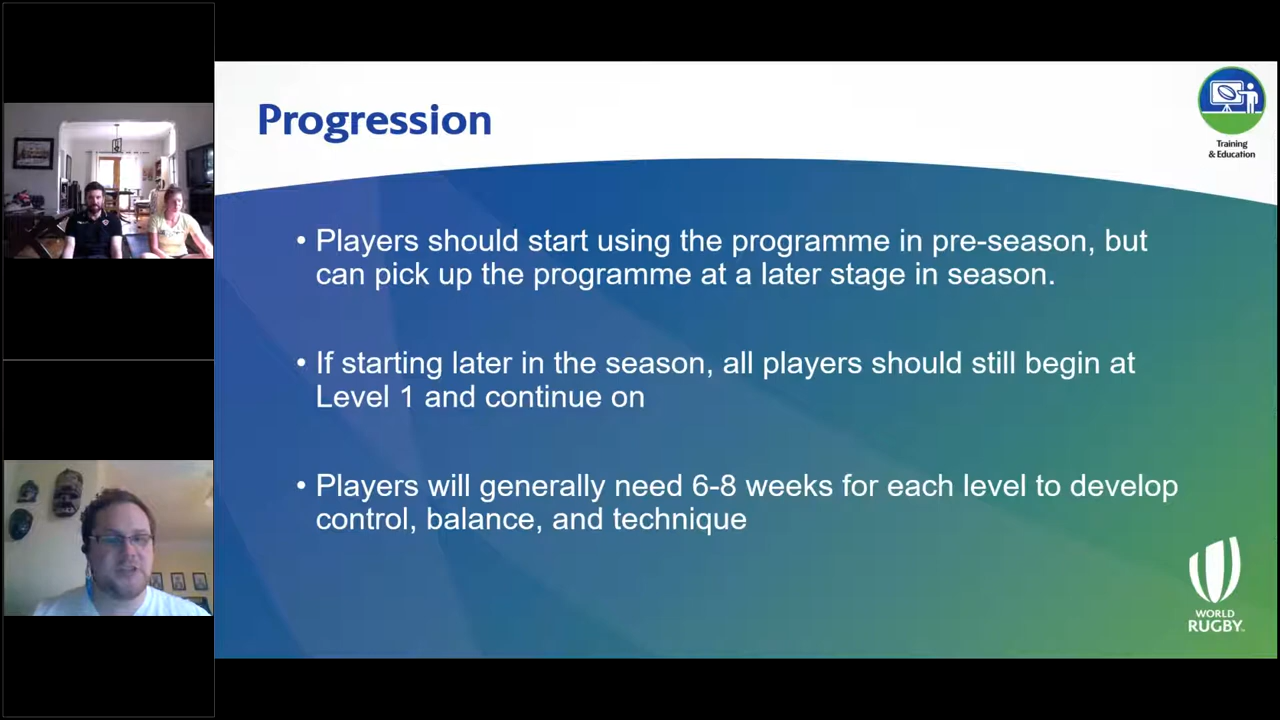 Progression
Training
& Education
• Players should start using the programme in pre-season, but
can pick up the programme at a later stage in season.
• If starting later in the season, all players should still begin at
Level 1 and continue on
• Players will generally need 6-8 weeks for each level to develop
control, balance, and technique
WORLD
RUGBY